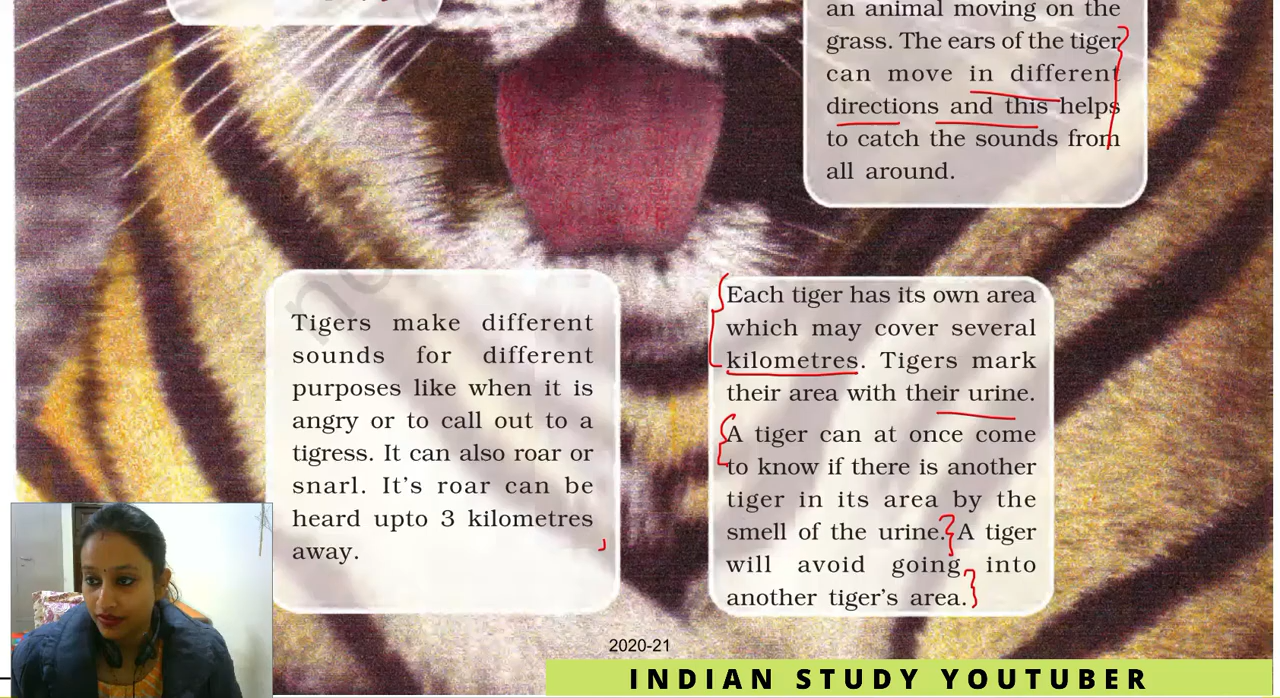 an animal moving on the
grass. The ears of the tiger
can move in different
directions and this helps
to catch the sounds from
all around.
Tigers make different
sounds for different
purposes like when it is
angry or to call out to a
tigress. It can also roar or
snarl. It's roar can be
heard upto 3 kilometres
away.
Each tiger has its own area
which may cover several
kilometres. Tigers mark
their area with their urine.
A tiger can at once come
to know if there is another
tiger in its area by the
smell of the urine. A tiger
will avoid going into
another tiger's area.
2020-21
INDIAN STUDY YOUTUBER